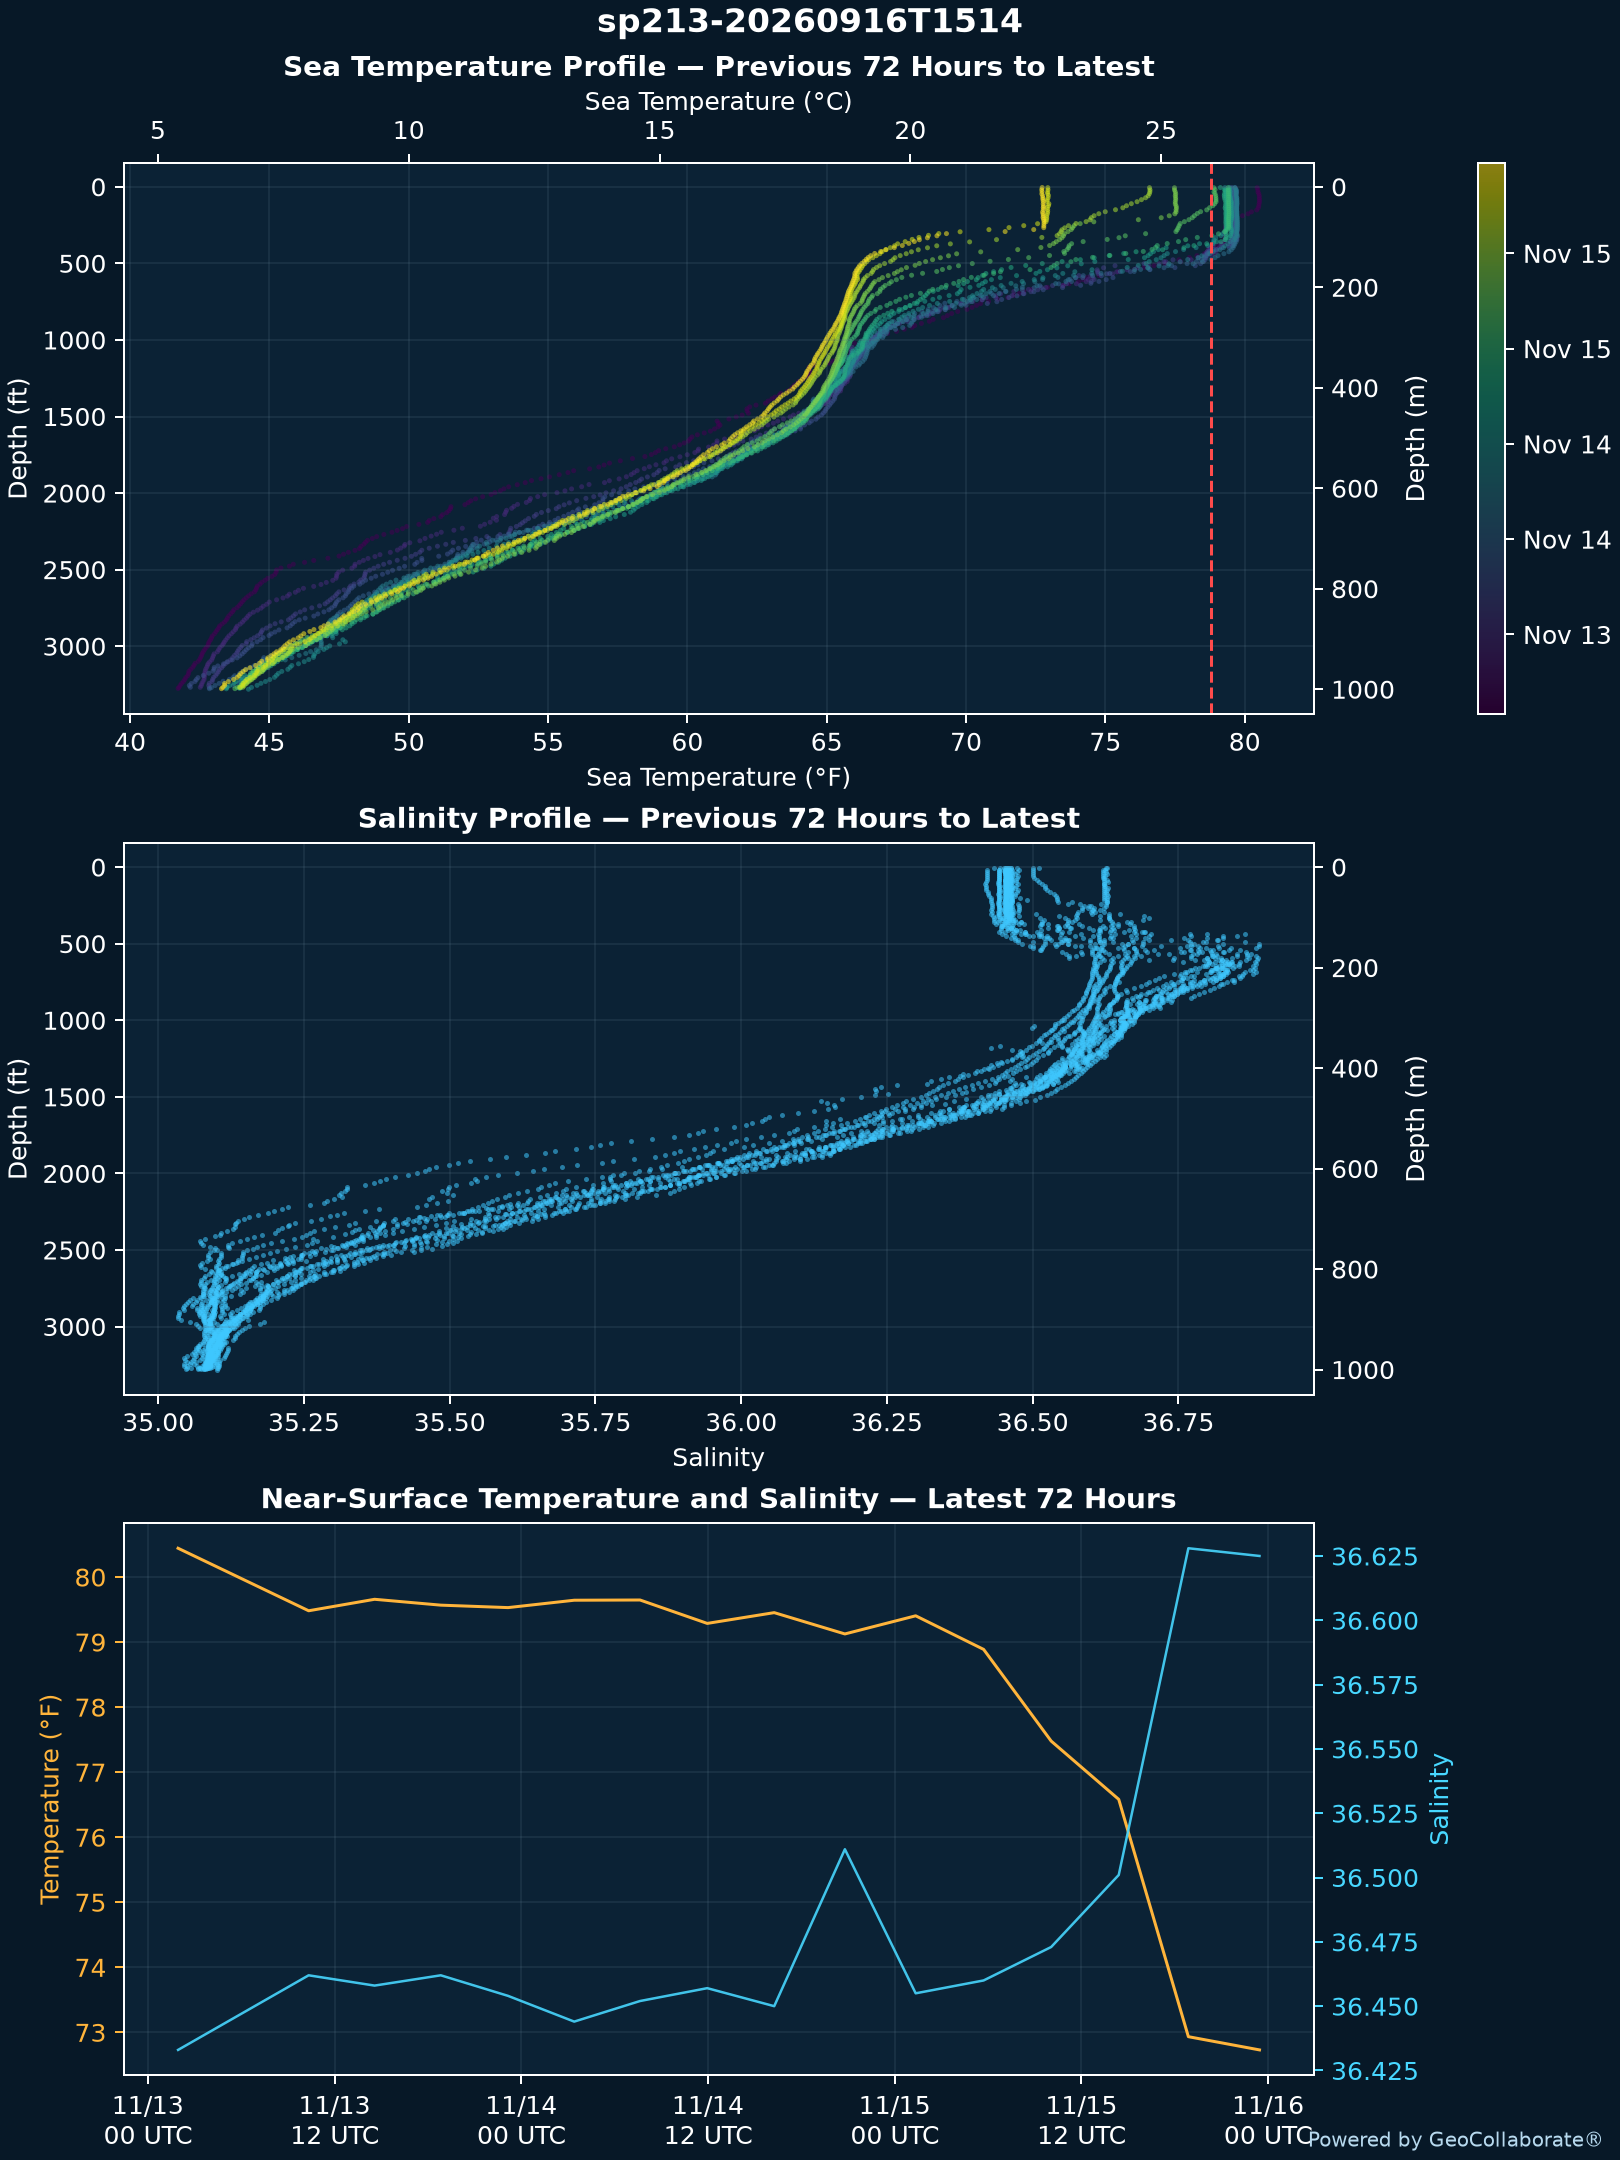 sp213-20260916T1514
Sea Temperature Profile — Previous 72 Hours to Latest
Sea Temperature (°C)
5 10 15 20 25
0
500
1000
1500
2000
2500
3000
Depth (ft)
0
200
400
600
800
1000
Depth (m)
Nov 15
Nov 15
Nov 14
Nov 14
Nov 13
40 45 50 55 60 65 70 75 80
Sea Temperature (°F)
Salinity Profile — Previous 72 Hours to Latest
0
500
1000
1500
2000
2500
3000
Depth (ft)
0
200
400
600
800
1000
Depth (m)
35.00 35.25 35.50 35.75 36.00 36.25 36.50 36.75
Salinity
Near-Surface Temperature and Salinity — Latest 72 Hours
80
79
78
77
76
75
74
73
Temperature (°F)
36.625
36.600
36.575
36.550
36.525
36.500
36.475
36.450
36.425
Salinity
11/13 11/13 11/14 11/14 11/15 11/15 11/16
00 UTC 12 UTC 00 UTC 12 UTC 00 UTC 12 UTC 00 UTC
Powered by GeoCollaborate®